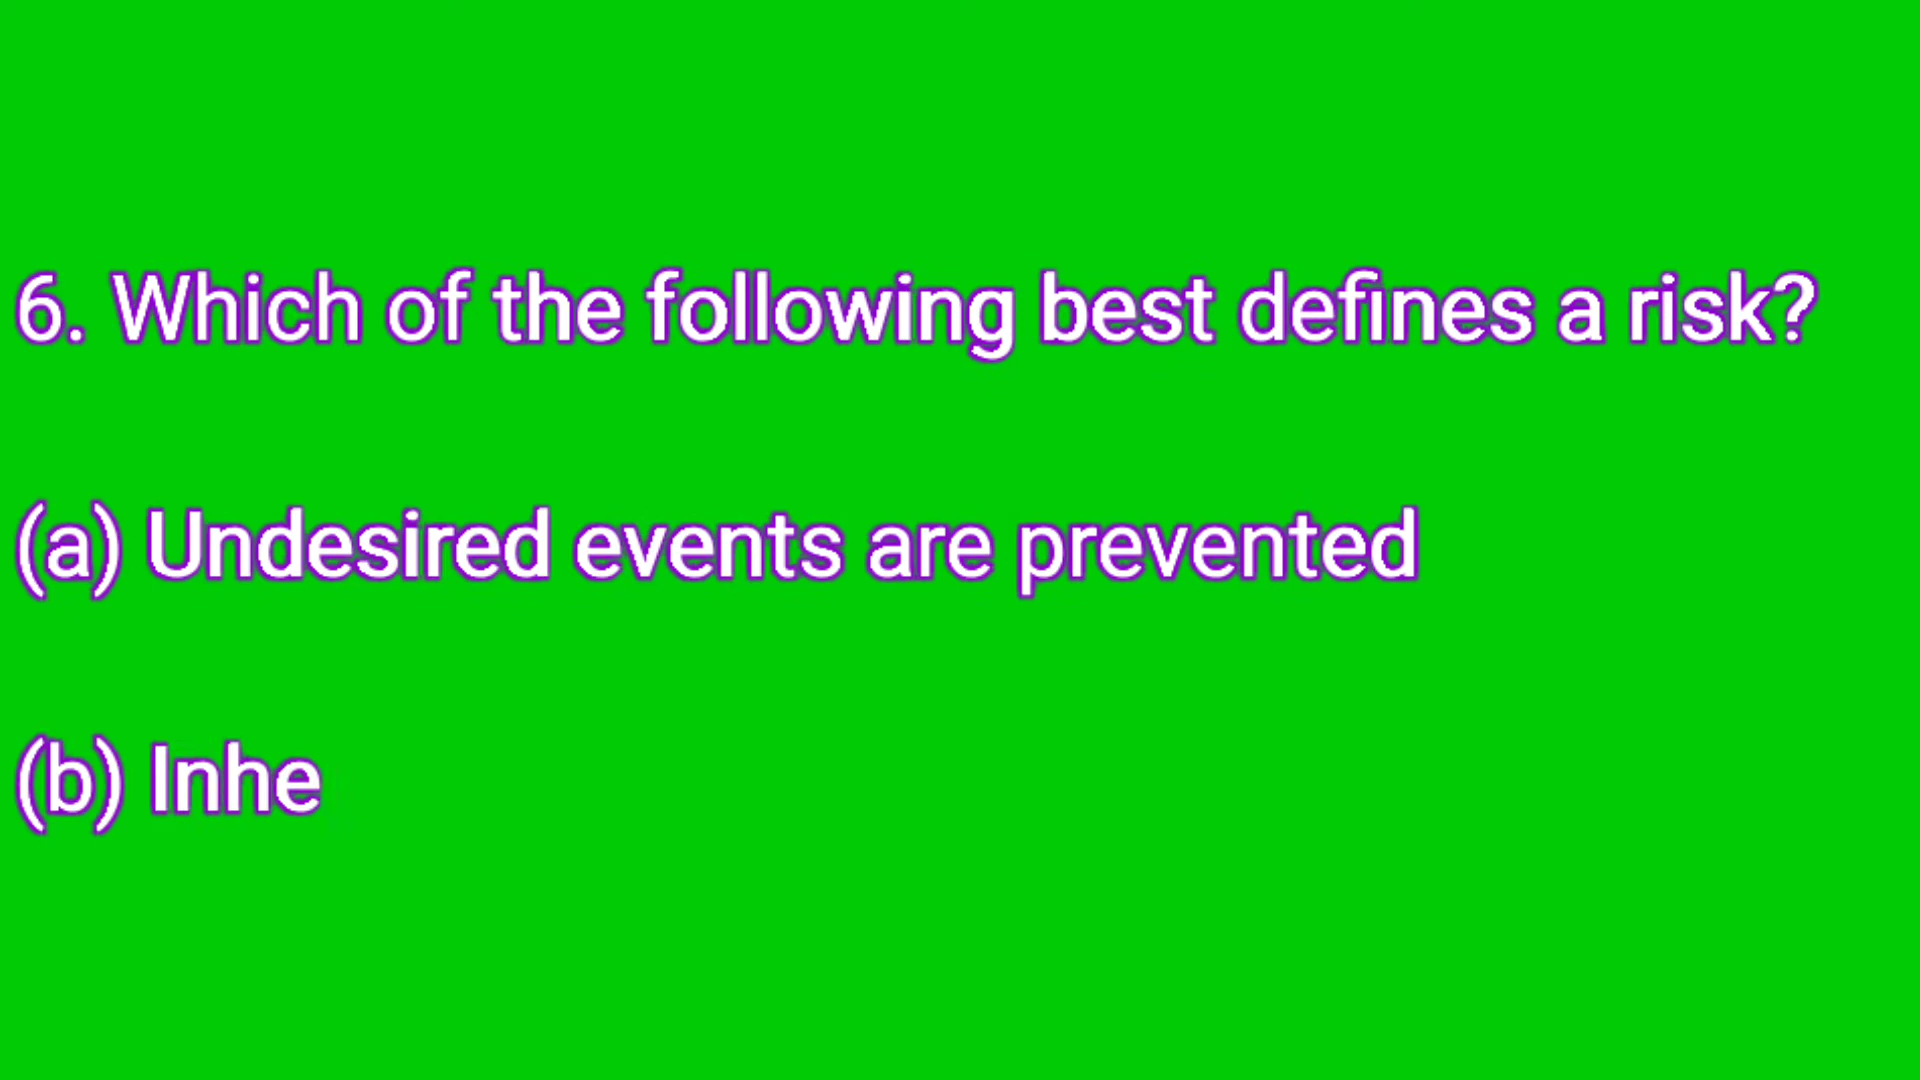 6. Which of the following best defines a risk?
(a) Undesired events are prevented
(b) Inhe